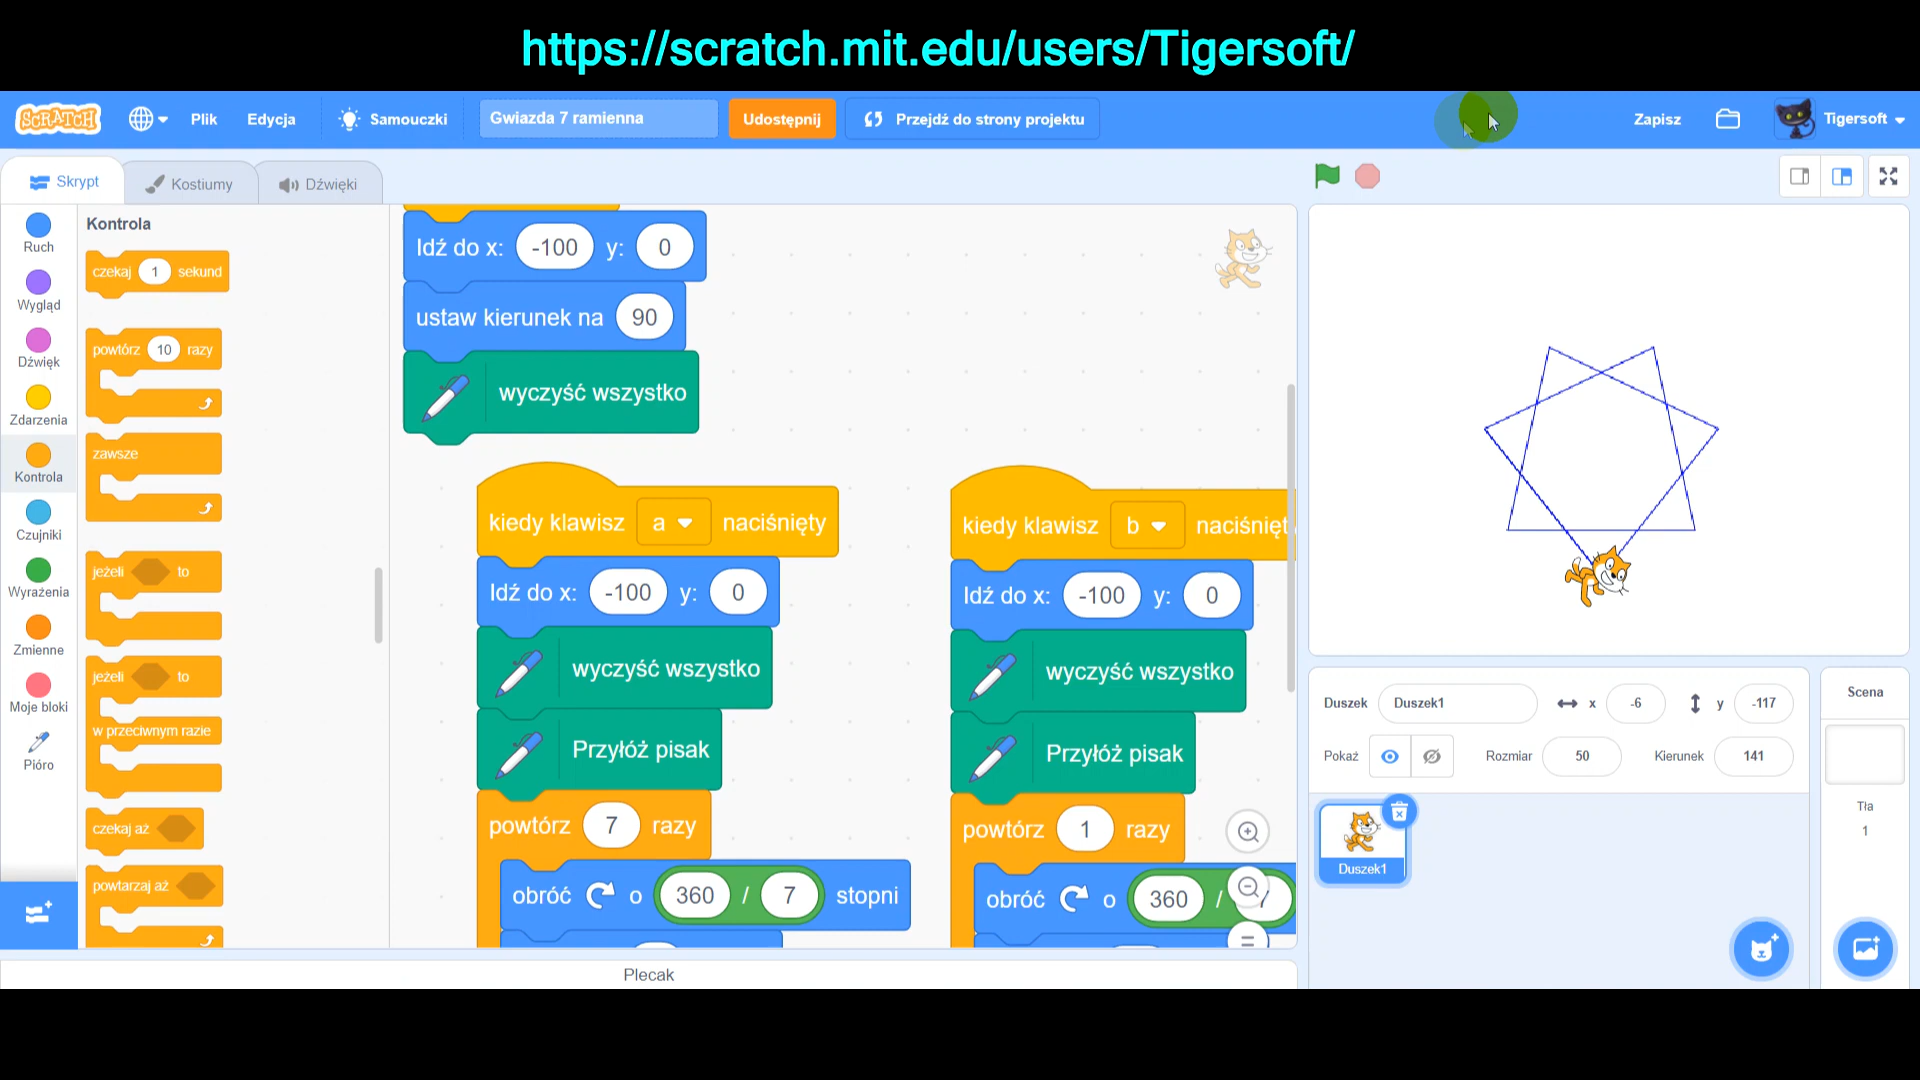 https://scratch.mit.edu/users/Tigersoft/
SCRATCH
Plik
Edycja
Samouczki
Gwiazda 7 ramienna
Udostępnij
Przejdź do strony projektu
Zapisz
Tigersoft
Skrypt
Kostiumy
Dźwięki
Ruch
Wygląd
Dźwięk
Zdarzenia
Kontrola
Czujniki
Wyrażenia
Zmienne
Moje bloki
Pióro
Kontrola
czekaj 1 sekund
powtórz 10 razy
zawsze
jeżeli to
jeżeli to
w przeciwnym razie
czekaj aż
powtarzaj aż
Idź do x: -100 y: 0
ustaw kierunek na 90
wyczyść wszystko
kiedy klawisz a naciśnięty
Idź do x: -100 y: 0
wyczyść wszystko
Przyłóż pisak
powtórz 7 razy
obróć o 360 / 7 stopni
kiedy klawisz b naciśnięt
Idź do x: -100 y: 0
wyczyść wszystko
Przyłóż pisak
powtórz 1 razy
obróć o 360 / 7
Plecak
Duszek Duszek1 x -6 y -117
Pokaż Rozmiar 50 Kierunek 141
Duszek1
Scena
Tła
1